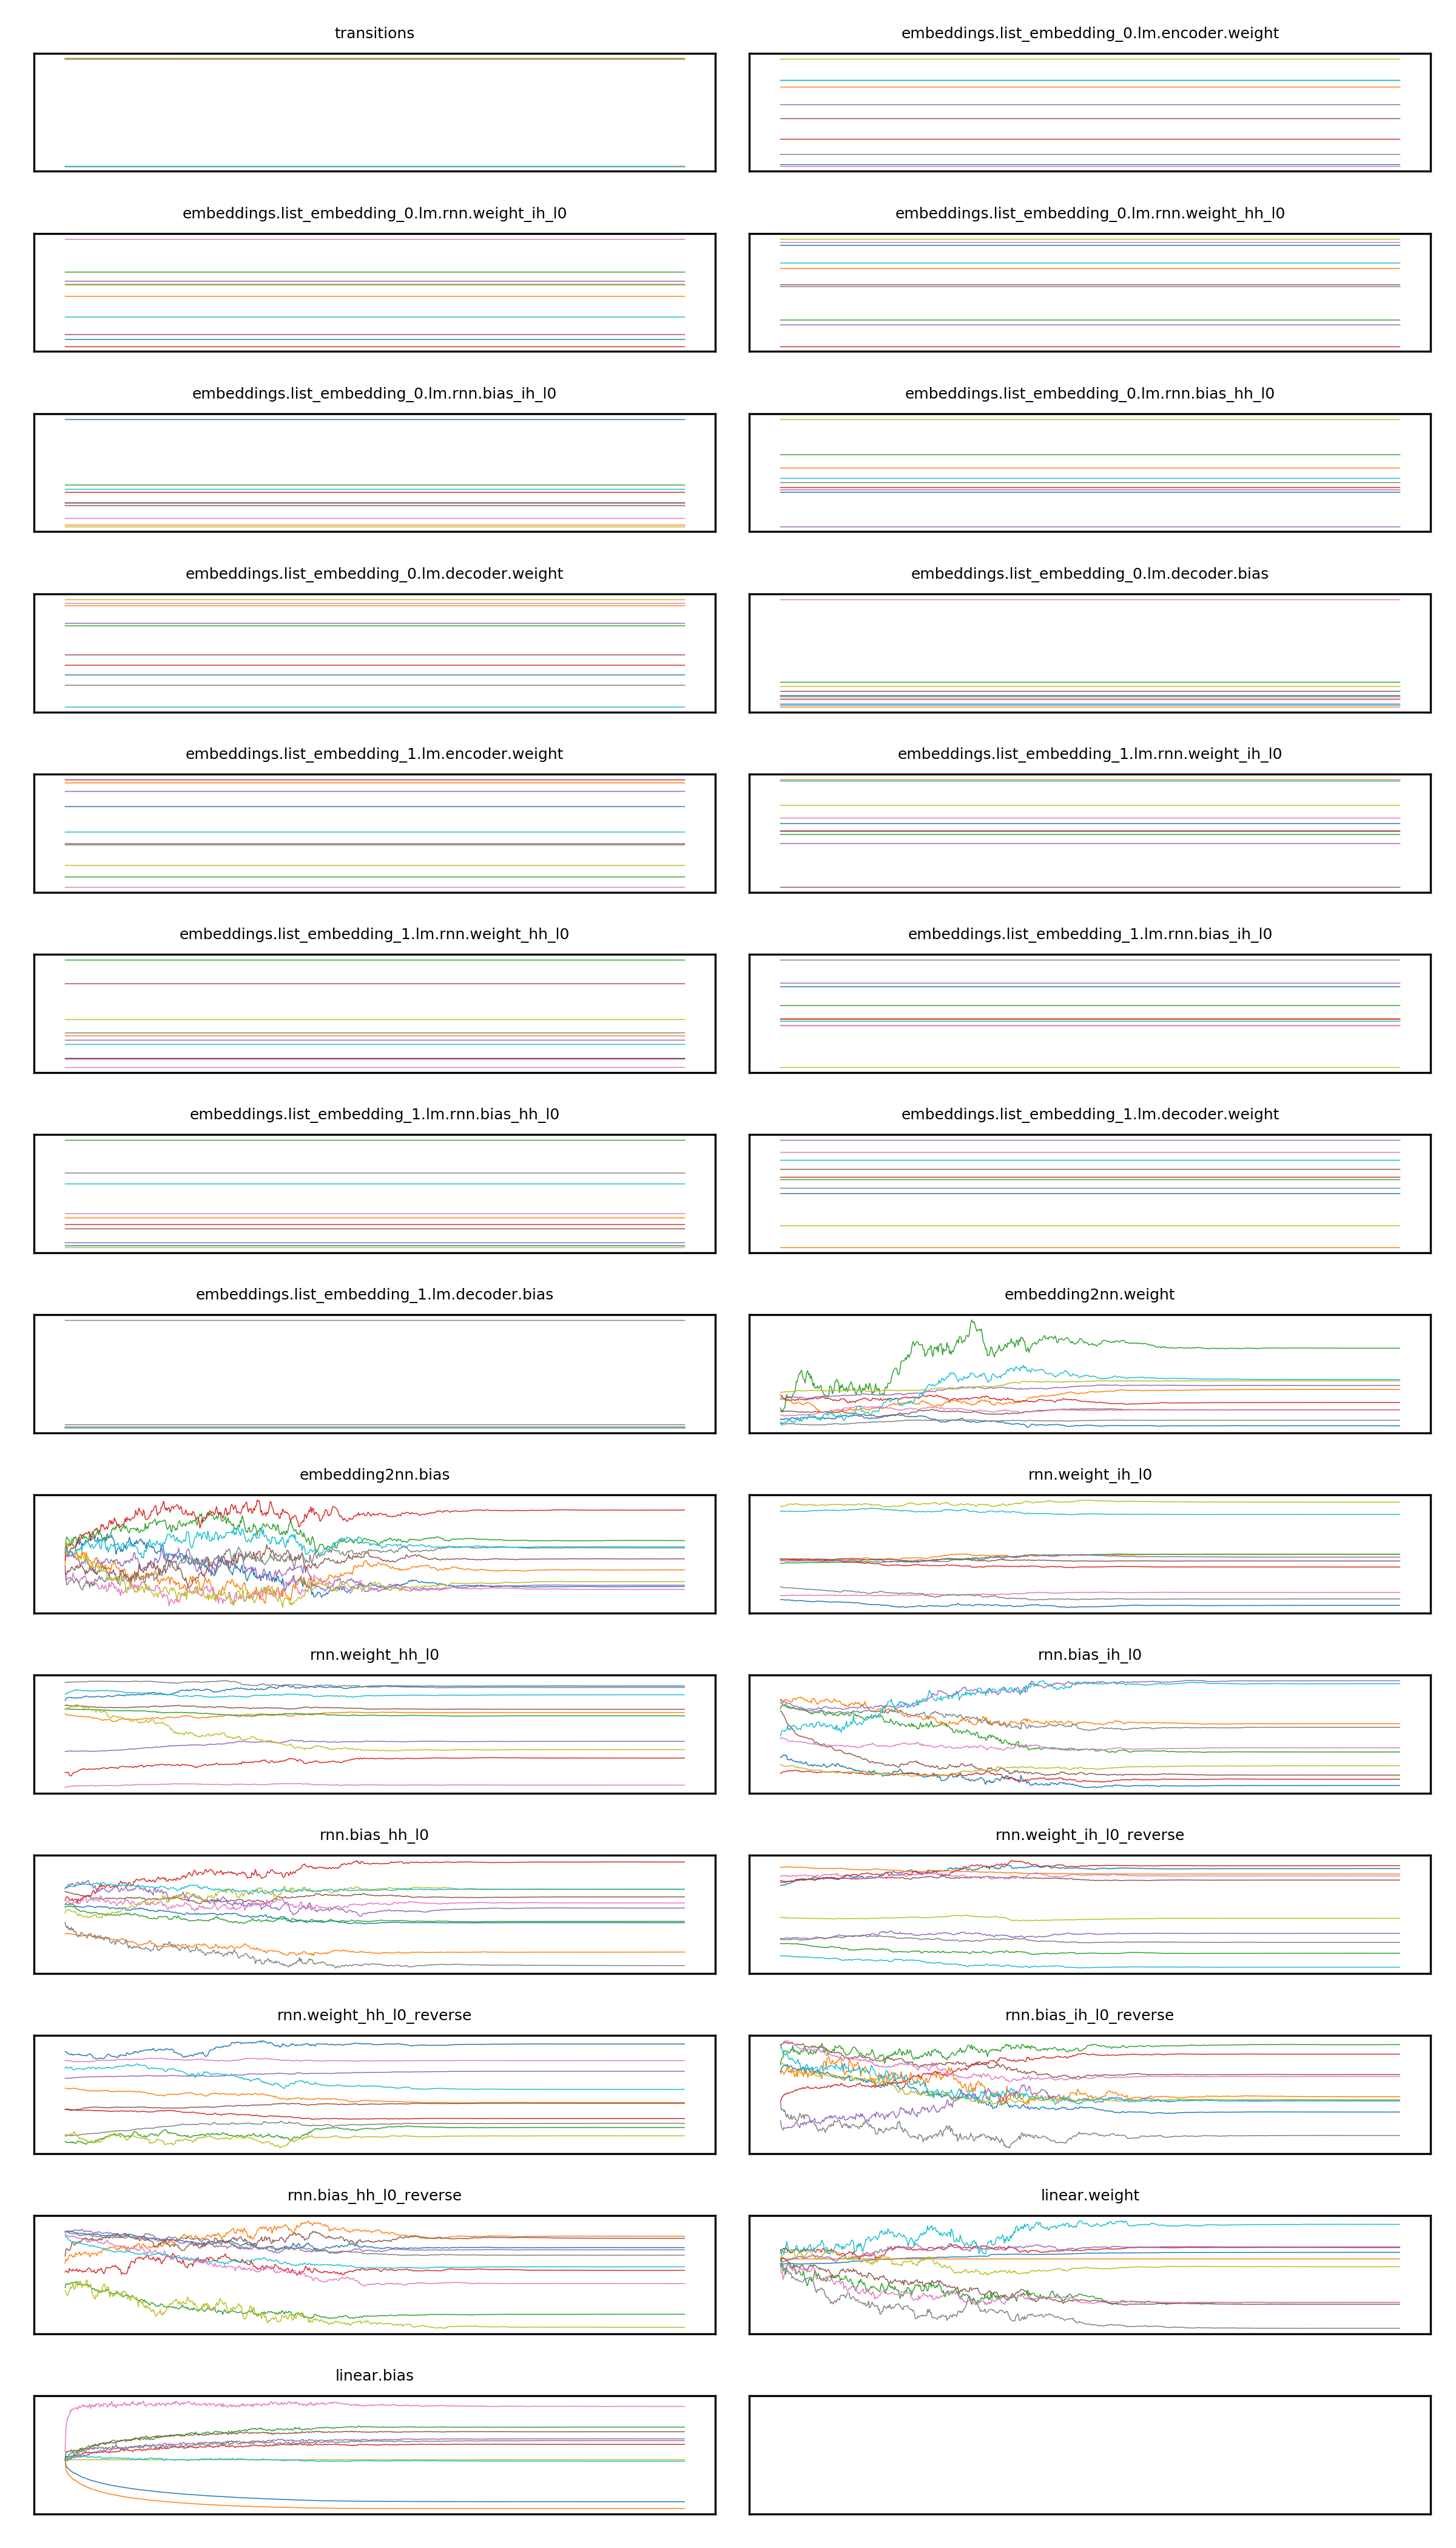 transitions
embeddings.list_embedding_0.lm.encoder.weight
embeddings.list_embedding_0.lm.rnn.weight_ih_l0
embeddings.list_embedding_0.lm.rnn.weight_hh_l0
embeddings.list_embedding_0.lm.rnn.bias_ih_l0
embeddings.list_embedding_0.lm.rnn.bias_hh_l0
embeddings.list_embedding_0.lm.decoder.weight
embeddings.list_embedding_0.lm.decoder.bias
embeddings.list_embedding_1.lm.encoder.weight
embeddings.list_embedding_1.lm.rnn.weight_ih_l0
embeddings.list_embedding_1.lm.rnn.weight_hh_l0
embeddings.list_embedding_1.lm.rnn.bias_ih_l0
embeddings.list_embedding_1.lm.rnn.bias_hh_l0
embeddings.list_embedding_1.lm.decoder.weight
embeddings.list_embedding_1.lm.decoder.bias
embedding2nn.weight
embedding2nn.bias
rnn.weight_ih_l0
rnn.weight_hh_l0
rnn.bias_ih_l0
rnn.bias_hh_l0
rnn.weight_ih_l0_reverse
rnn.weight_hh_l0_reverse
rnn.bias_ih_l0_reverse
rnn.bias_hh_l0_reverse
linear.weight
linear.bias